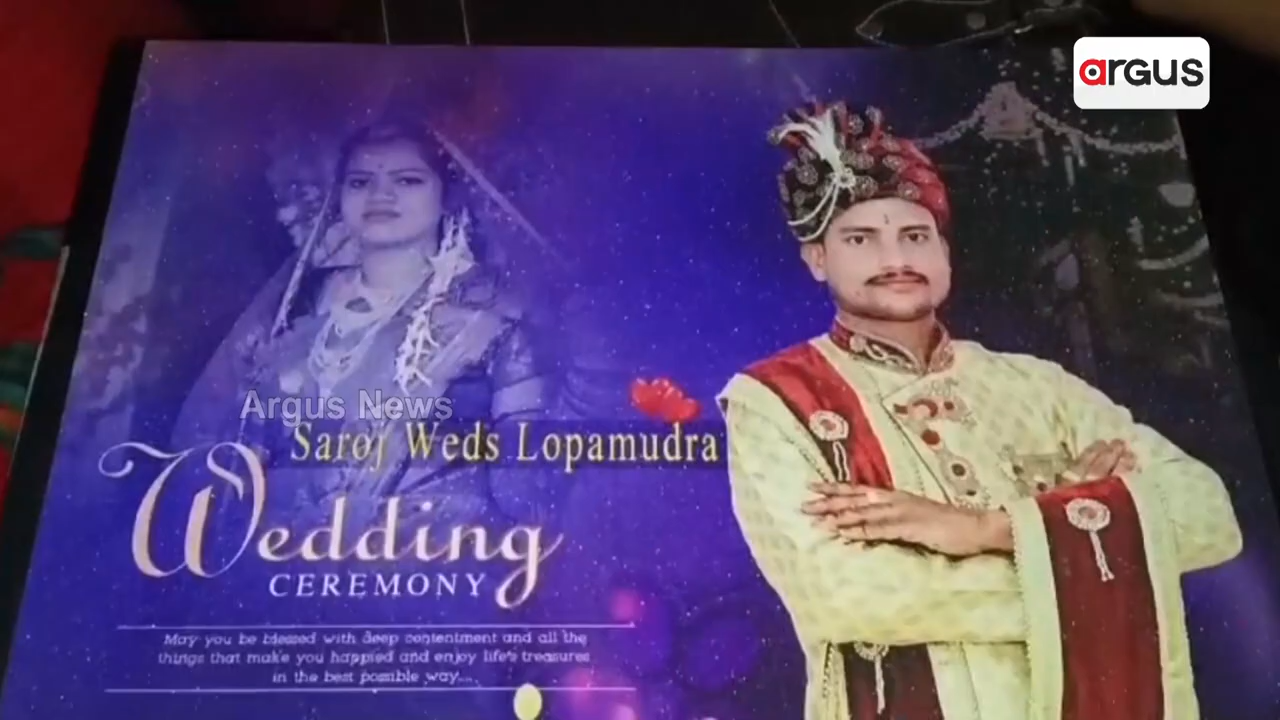 argus
Argus News
Saroj Weds Lopamudra
Wedding
CEREMONY
May you be blessed with deep contentment and all the
things that make you happied and enjoy life's treasures
in the best possible way....